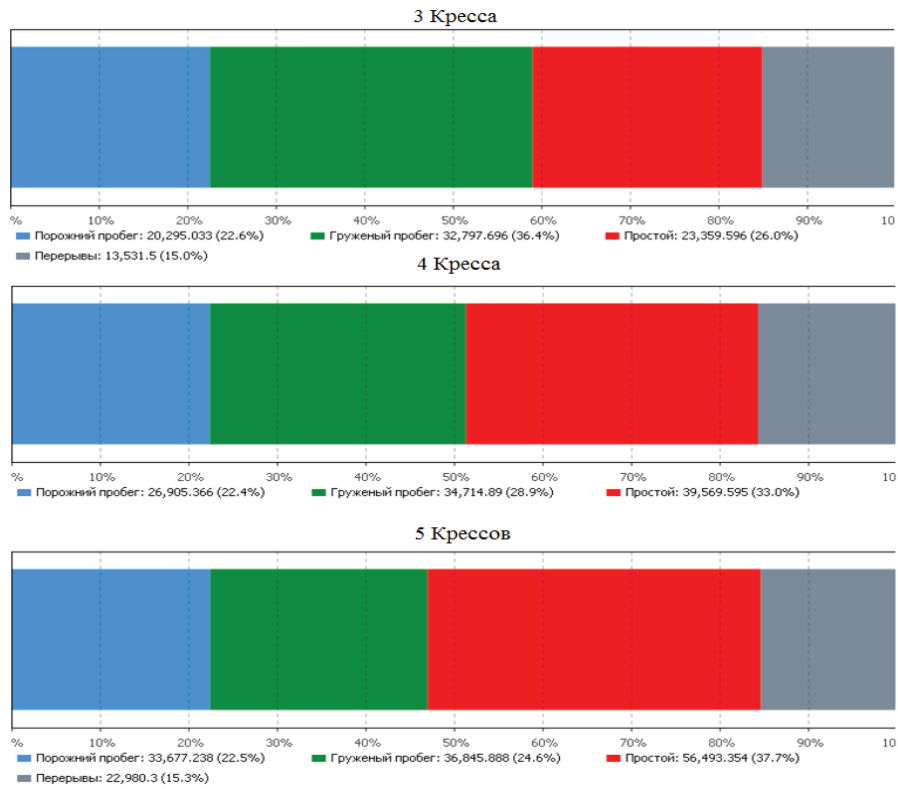 3 Кресса
% 10% 20% 30% 40% 50% 60% 70% 80% 90% 10
Порожний пробег: 20,295.033 (22.6%) Груженый пробег: 32,797.696 (36.4%) Простой: 23,359.596 (26.0%)
Перерывы: 13,531.5 (15.0%)
4 Кресса
% 10% 20% 30% 40% 50% 60% 70% 80% 90% 10
Порожний пробег: 26,905.366 (22.4%) Груженый пробег: 34,714.89 (28.9%) Простой: 39,569.595 (33.0%)
5 Крессов
% 10% 20% 30% 40% 50% 60% 70% 80% 90% 10
Порожний пробег: 33,677.238 (22.5%) Груженый пробег: 36,845.888 (24.6%) Простой: 56,493.354 (37.7%)
Перерывы: 22,980.3 (15.3%)